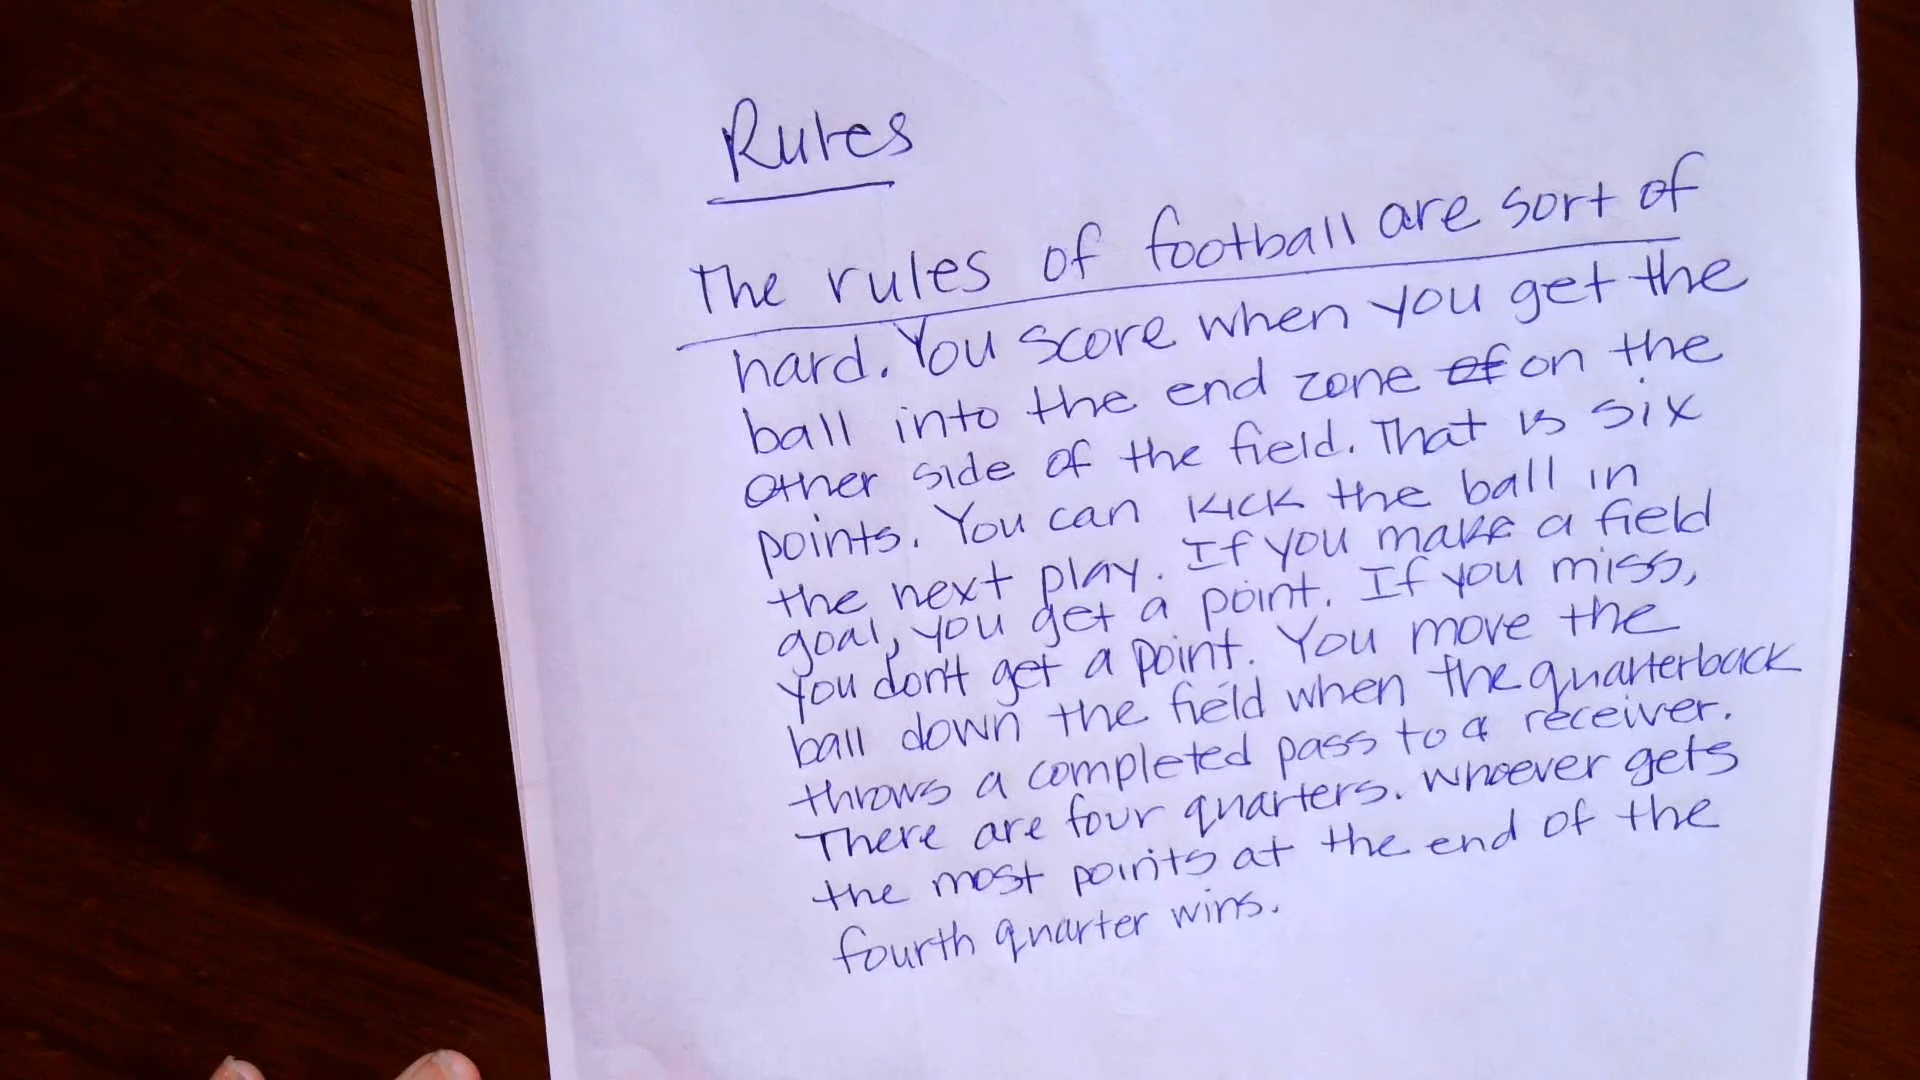 Rules
The rules of football are sort of
hard. You score when you get the
ball into the end zone of on the
other side of the field. That is six
points. You can kick the ball in
the next play. If you make a field
goal, you get a point. If you miss,
you don't get a point. You move the
ball down the field when the quarterback
throws a completed pass to a receiver.
There are four quarters. Whoever gets
the most points at the end of the
fourth quarter wins.